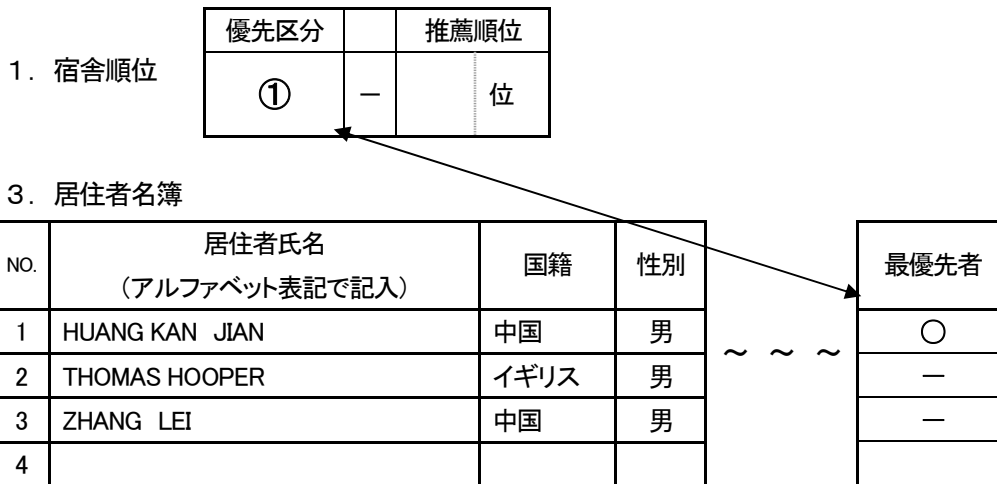 優先区分 推薦順位
1. 宿舎順位
① － 位
3. 居住者名簿
NO. 居住者氏名 (アルファベット表記で記入) 国籍 性別 最優先者
1 HUANG KAN JIAN 中国 男 ○
～ ～ ～
2 THOMAS HOOPER イギリス 男 －
3 ZHANG LEI 中国 男 －
4